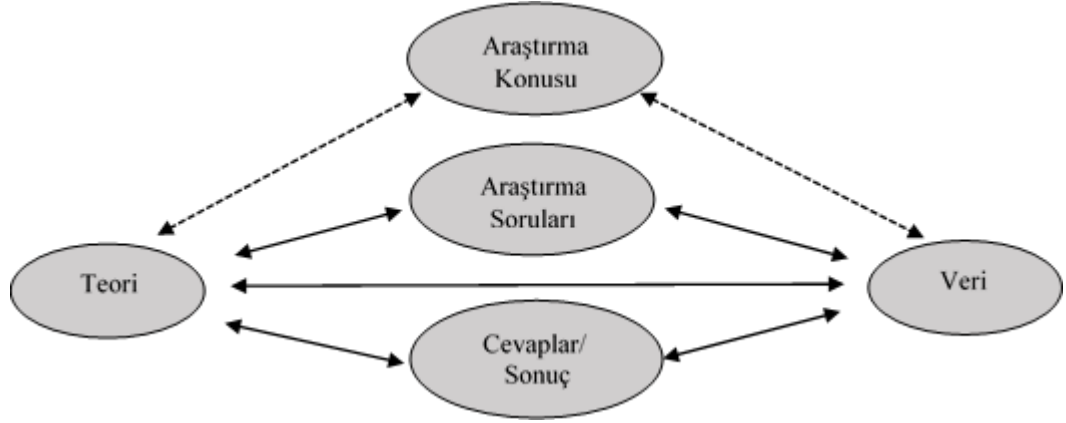 Araştırma
Konusu
Araştırma
Soruları
Teori
Veri
Cevaplar/
Sonuç